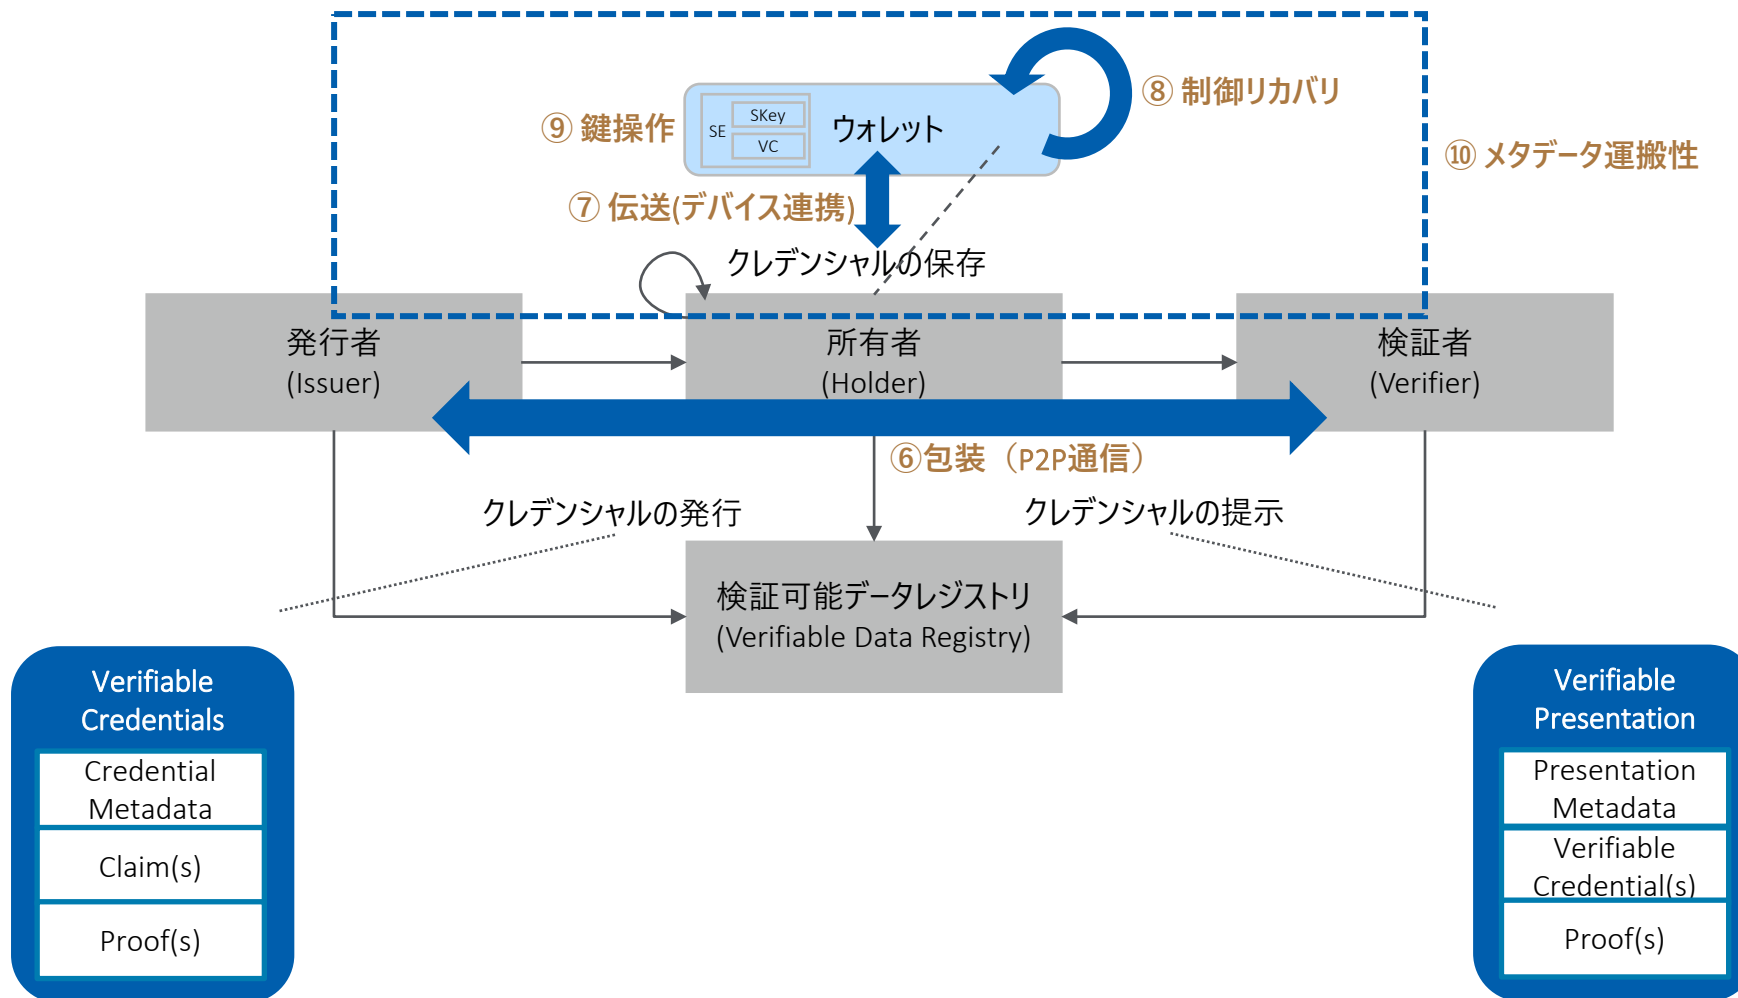 ⑧ 制御リカバリ
SKey
SE
VC
ウォレット
⑨ 鍵操作
⑩ メタデータ運搬性
⑦ 伝送(デバイス連携)
クレデンシャルの保存
発行者
(Issuer)
所有者
(Holder)
検証者
(Verifier)
⑥包装（P2P通信）
クレデンシャルの発行
クレデンシャルの提示
検証可能データレジストリ
(Verifiable Data Registry)
Verifiable
Credentials
Credential
Metadata
Claim(s)
Proof(s)
Verifiable
Presentation
Presentation
Metadata
Verifiable
Credential(s)
Proof(s)